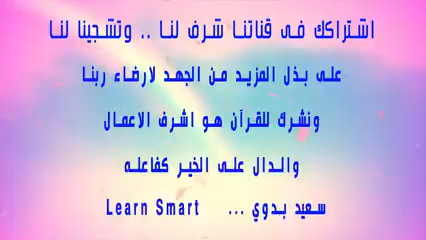 اشتراكك فى قناتنا شرف لنا .. وتشجينا لنا
على بذل المزيد من الجهد لارضاء ربنا
ونشرك للقرآن هو اشرف الاعمال
والدال على الخير كفاعله
سعيد بدوي ... Learn Smart